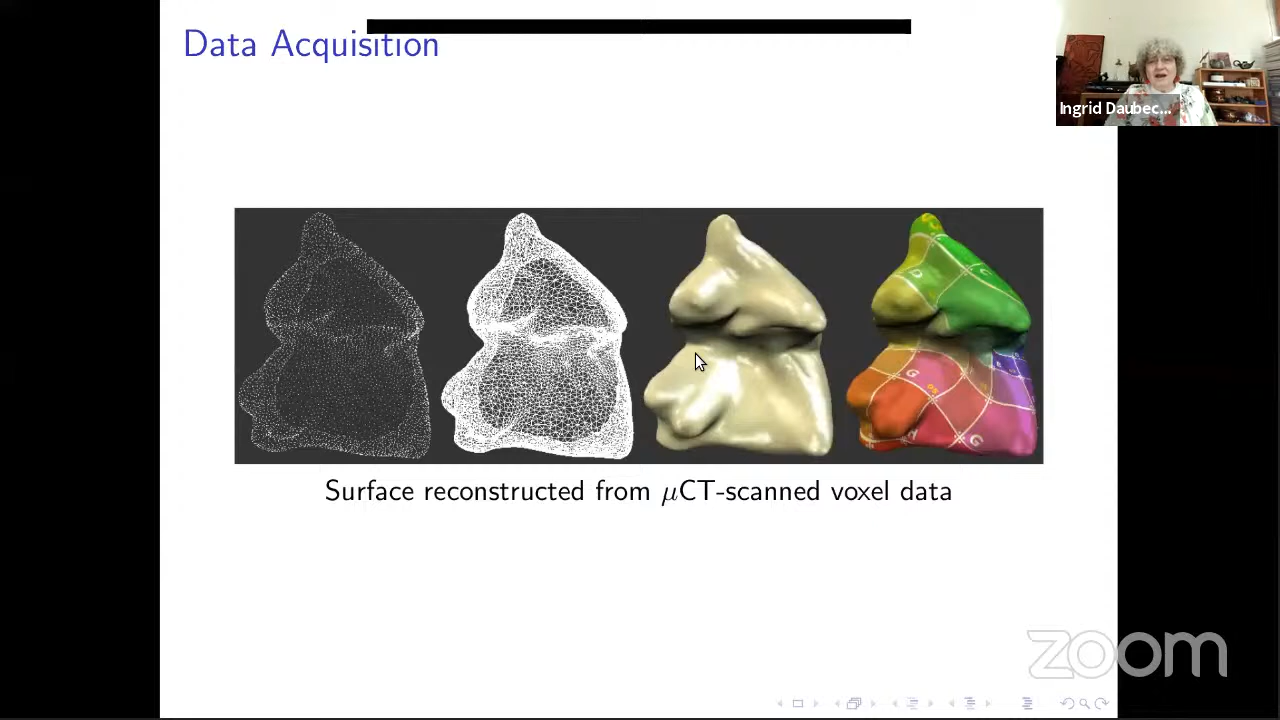 Data Acquisition
Ingrid Daubec...
D
C
G
G
Surface reconstructed from μCT-scanned voxel data
zoom